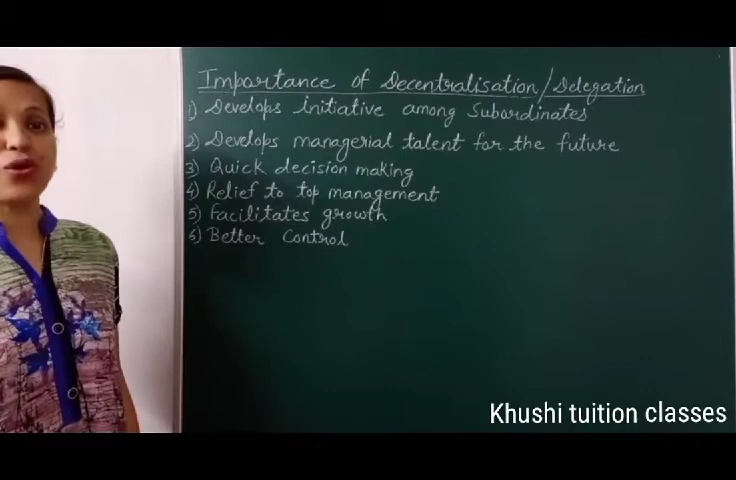 Importance of Decentralisation/Delegation
1) Develops initiative among Subordinates
2) Develops managerial talent for the future
3) Quick decision making
4) Relief to top management
5) Facilitates growth
6) Better Control
Khushi tuition classes